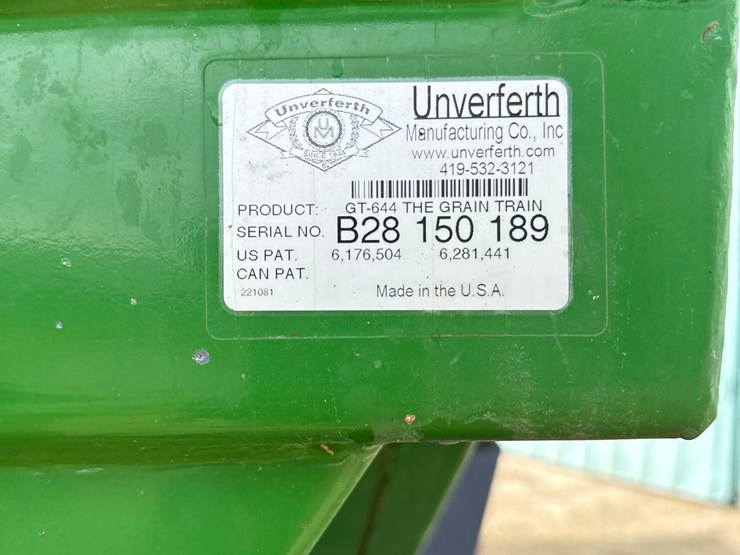 Unverferth
UM
SINCE 1948
Unverferth
Manufacturing Co., Inc
www.unverferth.com
419-532-3121
PRODUCT: GT-644 THE GRAIN TRAIN
SERIAL NO. B28 150 189
US PAT. 6,176,504 6,281,441
CAN PAT.
221081 Made in the U.S.A.